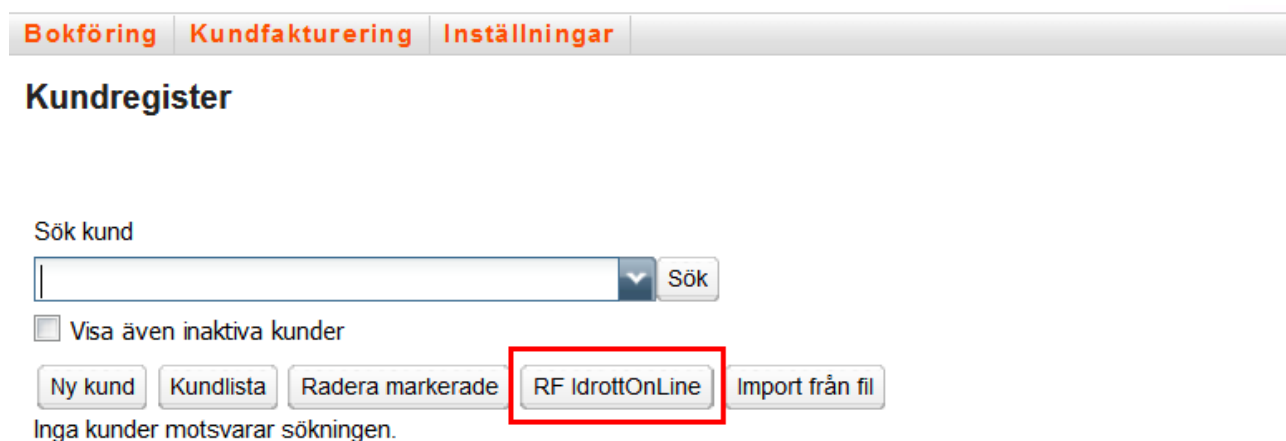 Bokföring Kundfakturering Inställningar
Kundregister
Sök kund
Sök
Visa även inaktiva kunder
Ny kund Kundlista Radera markerade RF IdrottOnLine Import från fil
Inga kunder motsvarar sökningen.